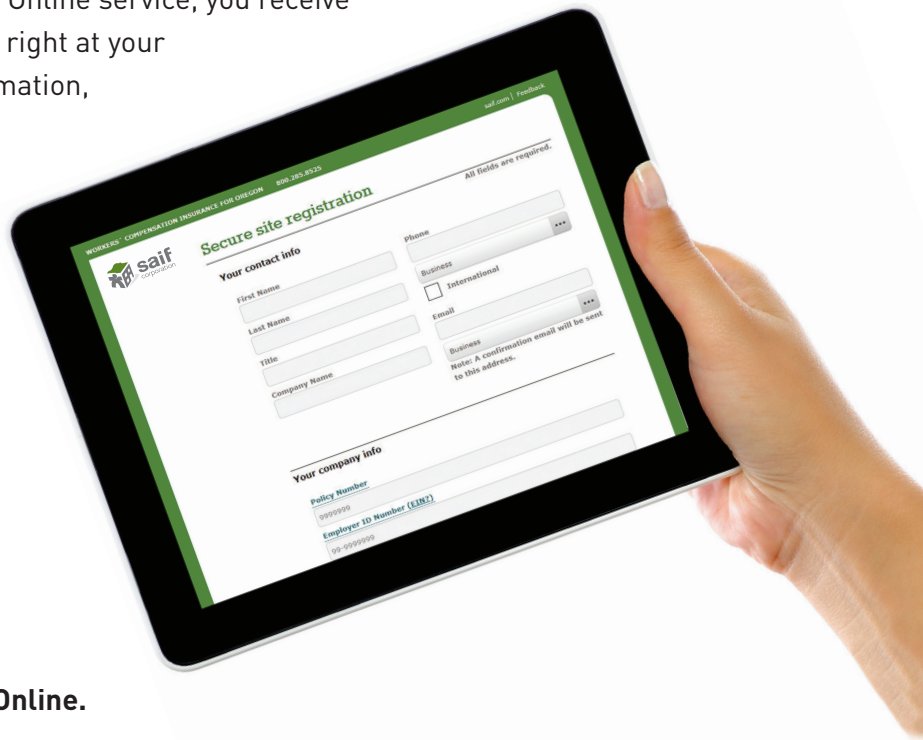 Online service, you receive
right at your
mation,
WORKERS' COMPENSATION INSURANCE FOR OREGON 800.285.8525
saif.com | Feedback
saif
corporation
Secure site registration
All fields are required.
Your contact info
First Name
Last Name
Title
Company Name
Phone
Business
International
Email
Business
Note: A confirmation email will be sent
to this address.
Your company info
Policy Number
9999999
Employer ID Number (EIN?)
99-9999999
Online.